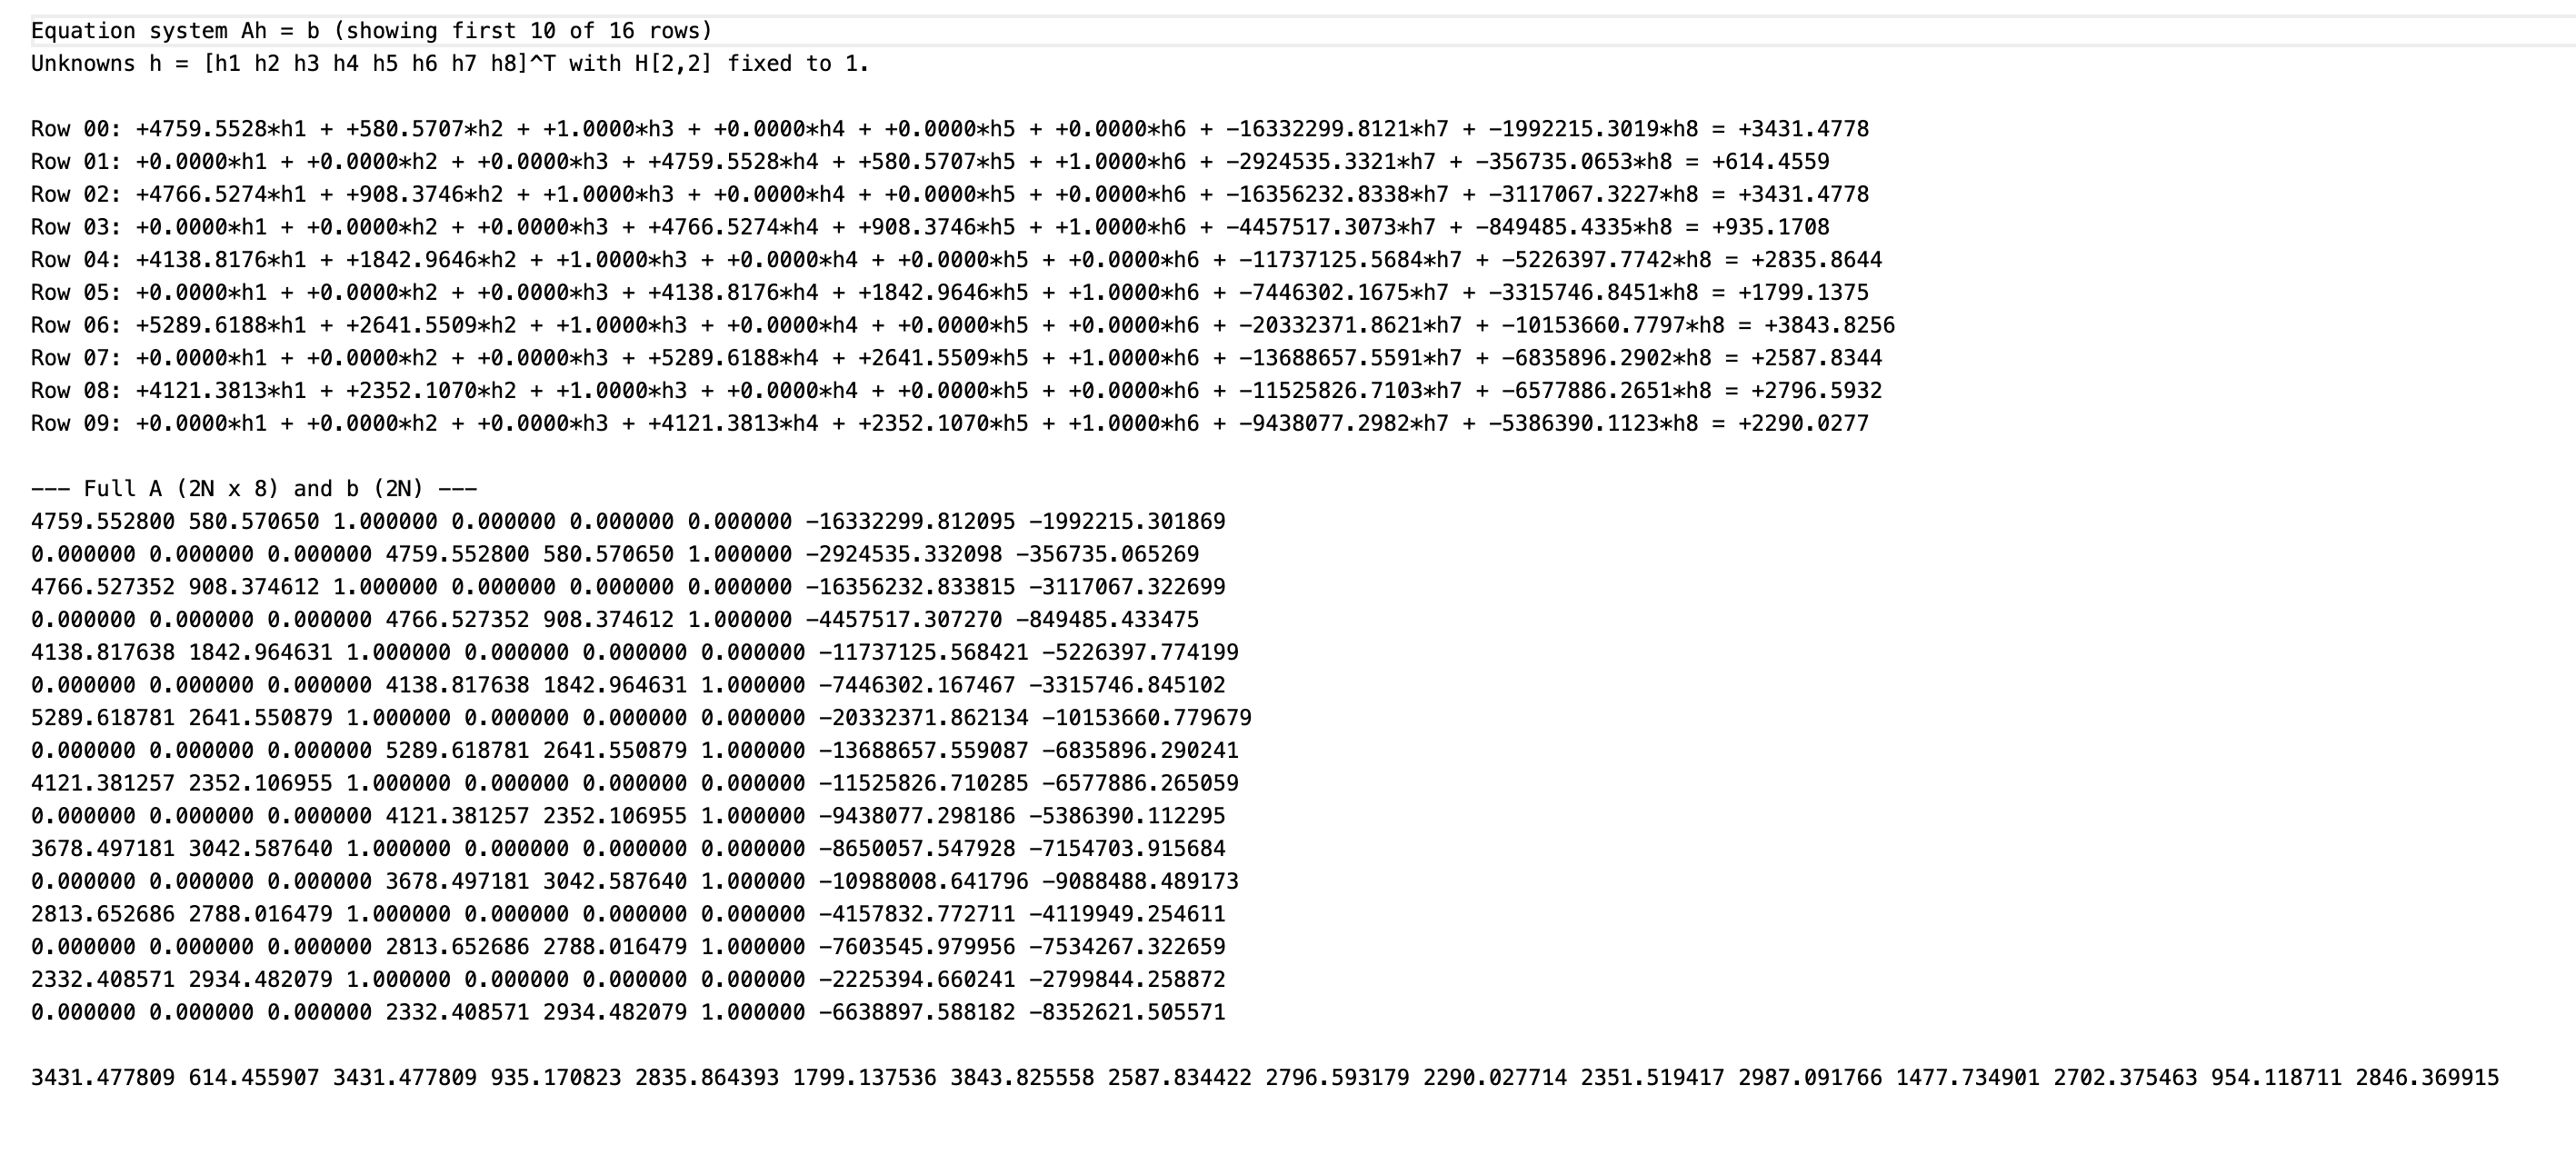 Equation system Ah = b (showing first 10 of 16 rows)
Unknowns h = [h1 h2 h3 h4 h5 h6 h7 h8]^T with H[2,2] fixed to 1.
Row 00: +4759.5528*h1 + +580.5707*h2 + +1.0000*h3 + +0.0000*h4 + +0.0000*h5 + +0.0000*h6 + −16332299.8121*h7 + −1992215.3019*h8 = +3431.4778
Row 01: +0.0000*h1 + +0.0000*h2 + +0.0000*h3 + +4759.5528*h4 + +580.5707*h5 + +1.0000*h6 + −2924535.3321*h7 + −356735.0653*h8 = +614.4559
Row 02: +4766.5274*h1 + +908.3746*h2 + +1.0000*h3 + +0.0000*h4 + +0.0000*h5 + +0.0000*h6 + −16356232.8338*h7 + −3117067.3227*h8 = +3431.4778
Row 03: +0.0000*h1 + +0.0000*h2 + +0.0000*h3 + +4766.5274*h4 + +908.3746*h5 + +1.0000*h6 + −4457517.3073*h7 + −849485.4335*h8 = +935.1708
Row 04: +4138.8176*h1 + +1842.9646*h2 + +1.0000*h3 + +0.0000*h4 + +0.0000*h5 + +0.0000*h6 + −11737125.5684*h7 + −5226397.7742*h8 = +2835.8644
Row 05: +0.0000*h1 + +0.0000*h2 + +0.0000*h3 + +4138.8176*h4 + +1842.9646*h5 + +1.0000*h6 + −7446302.1675*h7 + −3315746.8451*h8 = +1799.1375
Row 06: +5289.6188*h1 + +2641.5509*h2 + +1.0000*h3 + +0.0000*h4 + +0.0000*h5 + +0.0000*h6 + −20332371.8621*h7 + −10153660.7797*h8 = +3843.8256
Row 07: +0.0000*h1 + +0.0000*h2 + +0.0000*h3 + +5289.6188*h4 + +2641.5509*h5 + +1.0000*h6 + −13688657.5591*h7 + −6835896.2902*h8 = +2587.8344
Row 08: +4121.3813*h1 + +2352.1070*h2 + +1.0000*h3 + +0.0000*h4 + +0.0000*h5 + +0.0000*h6 + −11525826.7103*h7 + −6577886.2651*h8 = +2796.5932
Row 09: +0.0000*h1 + +0.0000*h2 + +0.0000*h3 + +4121.3813*h4 + +2352.1070*h5 + +1.0000*h6 + −9438077.2982*h7 + −5386390.1123*h8 = +2290.0277
−−− Full A (2N x 8) and b (2N) −−−
4759.552800 580.570650 1.000000 0.000000 0.000000 0.000000 −16332299.812095 −1992215.301869
0.000000 0.000000 0.000000 4759.552800 580.570650 1.000000 −2924535.332098 −356735.065269
4766.527352 908.374612 1.000000 0.000000 0.000000 0.000000 −16356232.833815 −3117067.322699
0.000000 0.000000 0.000000 4766.527352 908.374612 1.000000 −4457517.307270 −849485.433475
4138.817638 1842.964631 1.000000 0.000000 0.000000 0.000000 −11737125.568421 −5226397.774199
0.000000 0.000000 0.000000 4138.817638 1842.964631 1.000000 −7446302.167467 −3315746.845102
5289.618781 2641.550879 1.000000 0.000000 0.000000 0.000000 −20332371.862134 −10153660.779679
0.000000 0.000000 0.000000 5289.618781 2641.550879 1.000000 −13688657.559087 −6835896.290241
4121.381257 2352.106955 1.000000 0.000000 0.000000 0.000000 −11525826.710285 −6577886.265059
0.000000 0.000000 0.000000 4121.381257 2352.106955 1.000000 −9438077.298186 −5386390.112295
3678.497181 3042.587640 1.000000 0.000000 0.000000 0.000000 −8650057.547928 −7154703.915684
0.000000 0.000000 0.000000 3678.497181 3042.587640 1.000000 −10988008.641796 −9088488.489173
2813.652686 2788.016479 1.000000 0.000000 0.000000 0.000000 −4157832.772711 −4119949.254611
0.000000 0.000000 0.000000 2813.652686 2788.016479 1.000000 −7603545.979956 −7534267.322659
2332.408571 2934.482079 1.000000 0.000000 0.000000 0.000000 −2225394.660241 −2799844.258872
0.000000 0.000000 0.000000 2332.408571 2934.482079 1.000000 −6638897.588182 −8352621.505571
3431.477809 614.455907 3431.477809 935.170823 2835.864393 1799.137536 3843.825558 2587.834422 2796.593179 2290.027714 2351.519417 2987.091766 1477.734901 2702.375463 954.118711 2846.369915